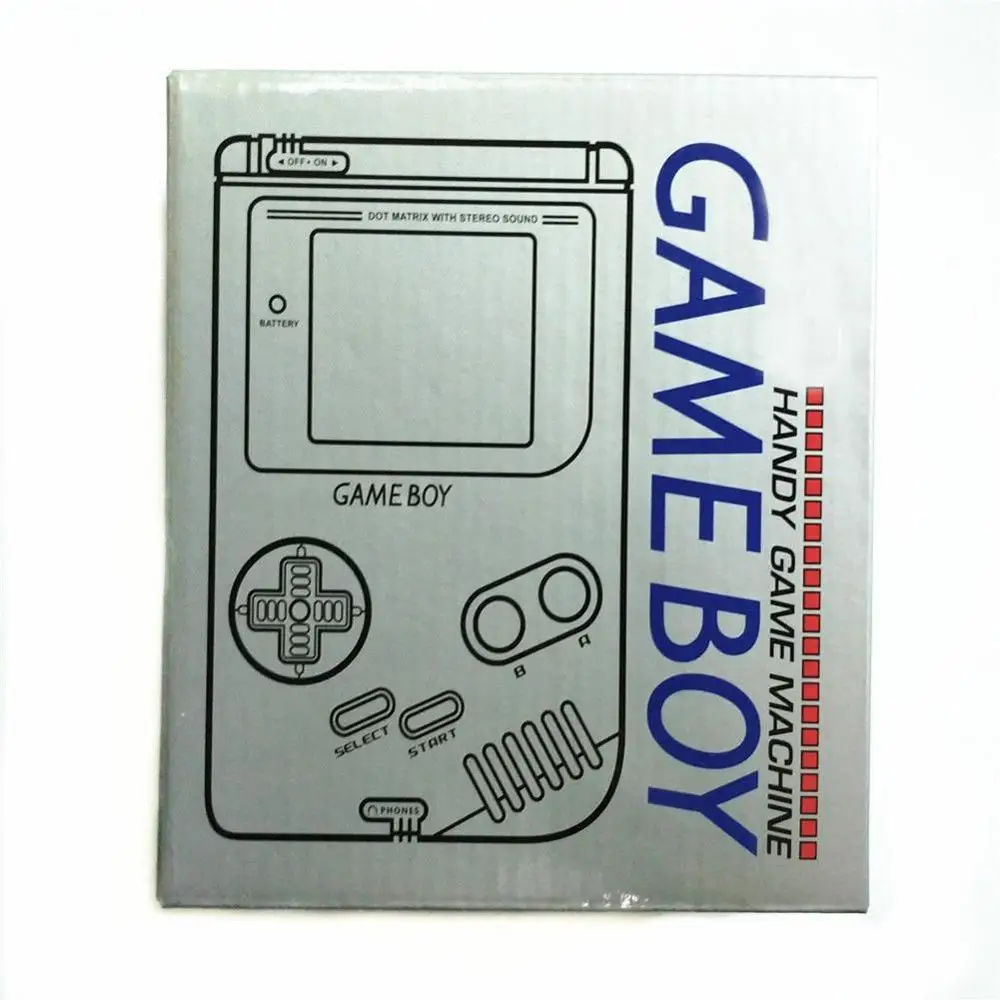 ◄ OFF • ON ►
DOT MATRIX WITH STEREO SOUND
BATTERY
GAME BOY
B
A
SELECT
START
PHONES
GAME BOY
HANDY GAME MACHINE